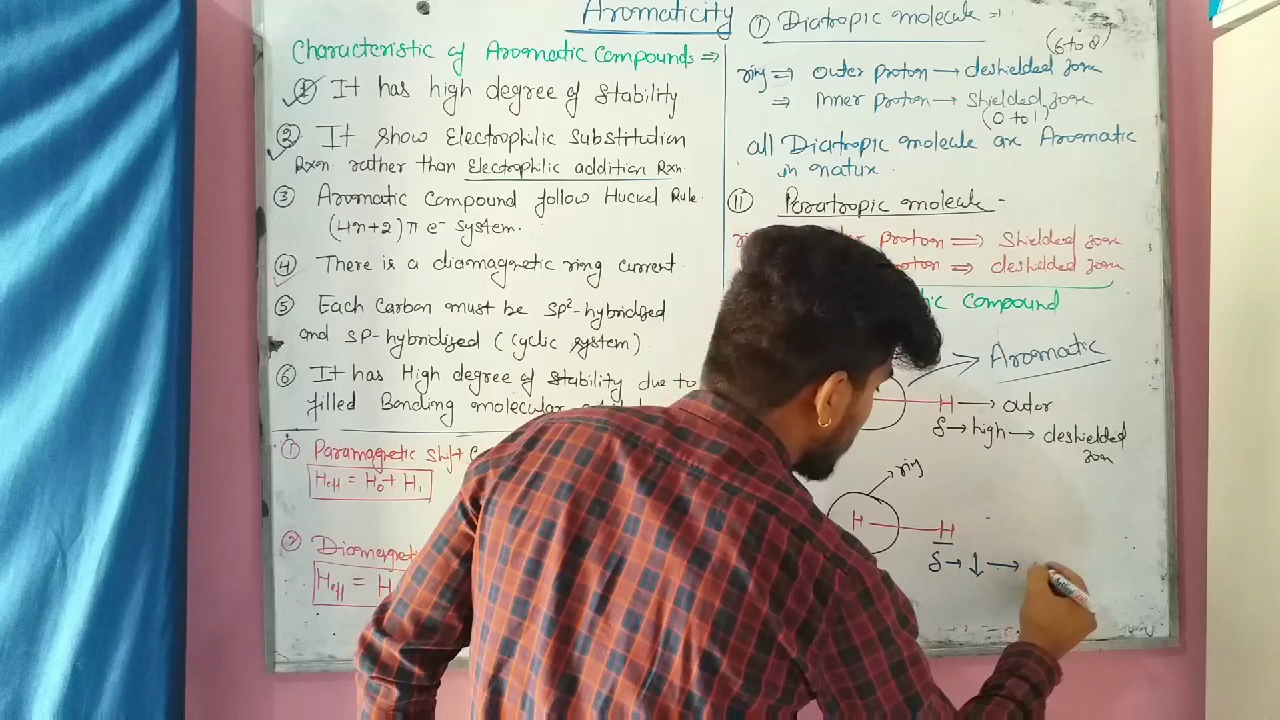 Aromaticity
Characteristic of Aromatic Compounds ⇒
① It has high degree of stability
② It show Electrophilic Substitution
Rxn. rather than Electrophilic addition Rxn.
③ Aromatic Compound follow Huckel Rule.
(4n+2) π e⁻ system.
④ There is a diamagnetic ring current.
⑤ Each Carbon must be SP²-hybridized
and SP-hybridized (cyclic system)
⑥ It has High degree of stability due to
filled Bonding molecular
① Paramagnetic Shift
Heff = H₀ + H₁
②
Heff = H
① Diatropic molecule ⇒
(6 to 8)
ring ⇒ outer proton → deshielded zone
⇒ inner proton → shielded zone
(0 to 1)
all Diatropic molecule are Aromatic
in nature.
⑪ Paratropic molecule -
proton ⇒ shielded zone
⇒ deshielded zone
compound
→ Aromatic
H → outer
δ → high → deshielded
zone
ring
H — H
δ → ↓ →